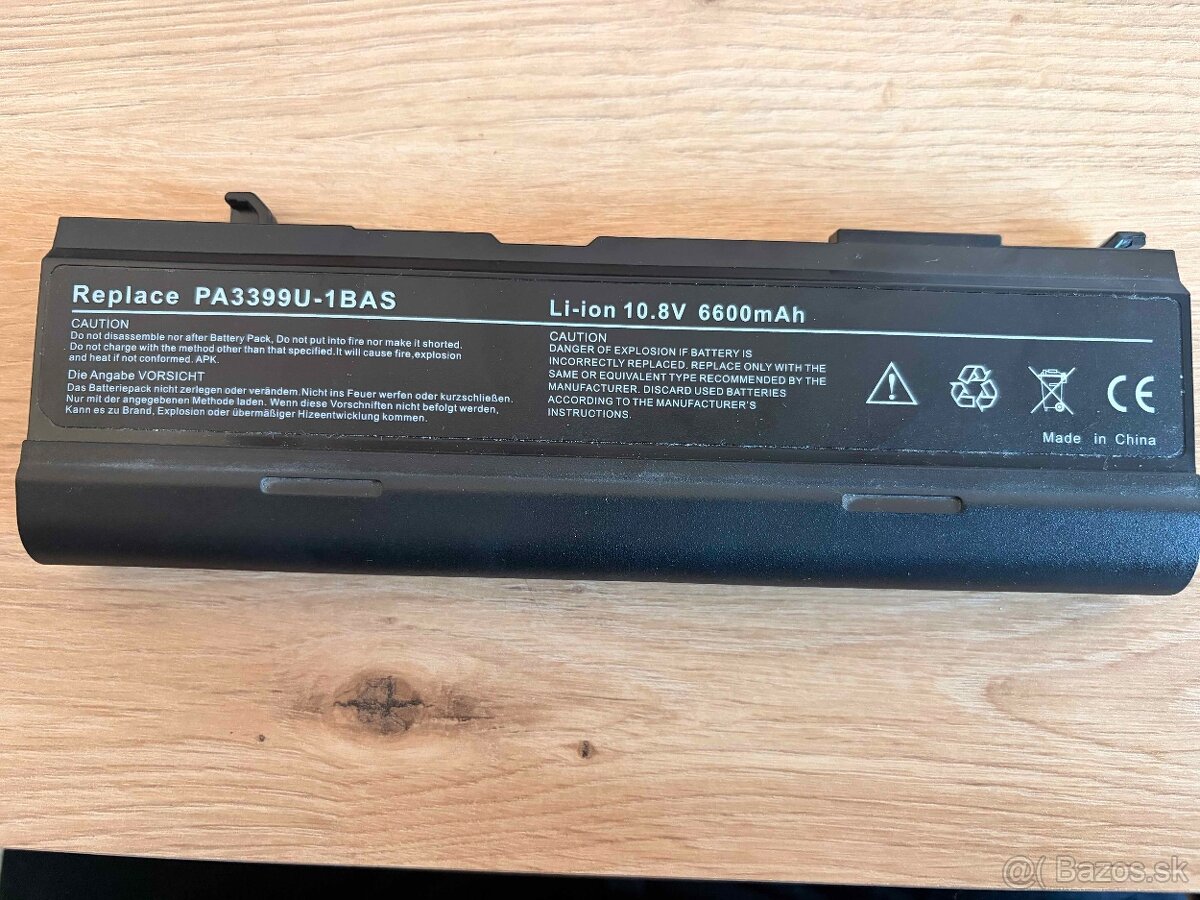 Replace PA3399U-1BAS
CAUTION
Do not disassemble nor after Battery Pack, Do not put into fire nor make it shorted,
Do not charge with the method other than that specified.It will cause fire,explosion
and heat if not conformed. APK.
Die Angabe VORSICHT
Das Batteriepack nicht zerlegen oder verändern.Nichts ins Feuer werfen oder kurzschließen.
Nur mit der angegebenen Methode laden. Wenn diese Vorschniften nicht befolgt werden,
Kann es zu Brand, Explosion oder übermäßiger Hizeentwicklung kommen.
Li-ion 10.8V 6600mAh
CAUTION
DANGER OF EXPLOSION IF BATTERY IS
INCORRECTLY REPLACED. REPLACE ONLY WITH THE
SAME OR EQUIVALENT TYPE RECOMMENDED BY THE
MANUFACTURER. DISCARD USED BATTERIES
ACCORDING TO THE MANUFACTURER'S
INSTRUCTIONS.
CE
Made in China
@( Bazos.sk